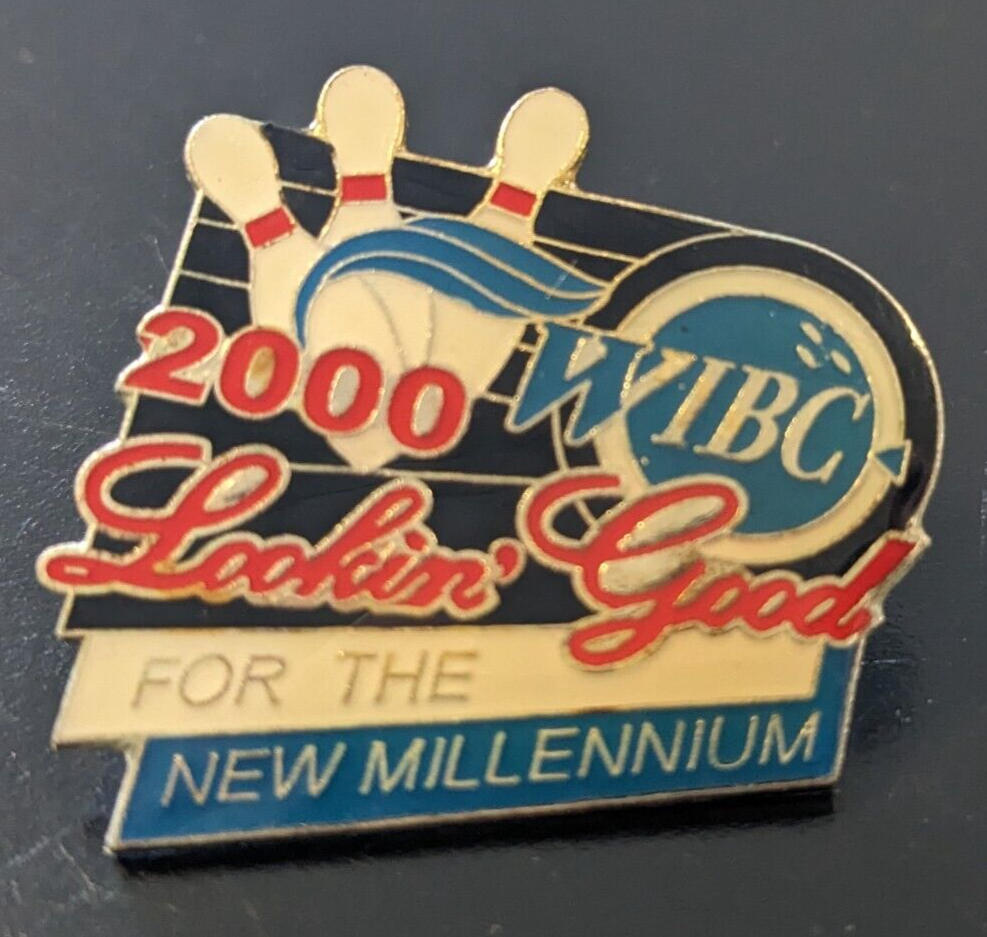 2000
WIBC
Lookin' Good
FOR THE
NEW MILLENNIUM